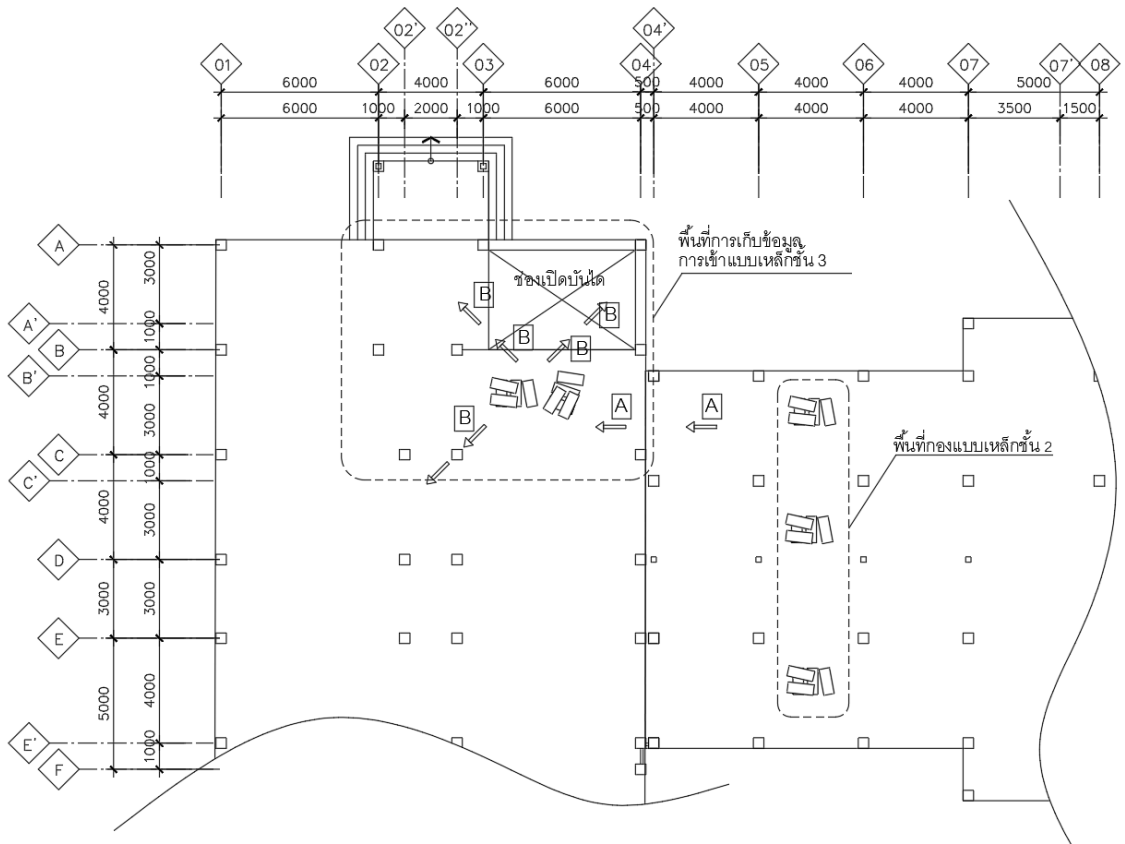 02' 02'' 04'
01 02 03 04 05 06 07 07' 08
6000 4000 6000 500 4000 4000 4000 5000
6000 1000 2000 1000 6000 500 4000 4000 4000 3500 1500
A
A'
B
B'
C
C'
D
E
E'
F
4000
4000
4000
3000
5000
3000
1000
1000
3000
1000
3000
3000
4000
1000
พื้นที่การเก็บข้อมูล
การเข้าแบบเหล็กชั้น 3
ช่องเปิดบันได
B
B
B
B
B
A
A
พื้นที่กองแบบเหล็กชั้น 2